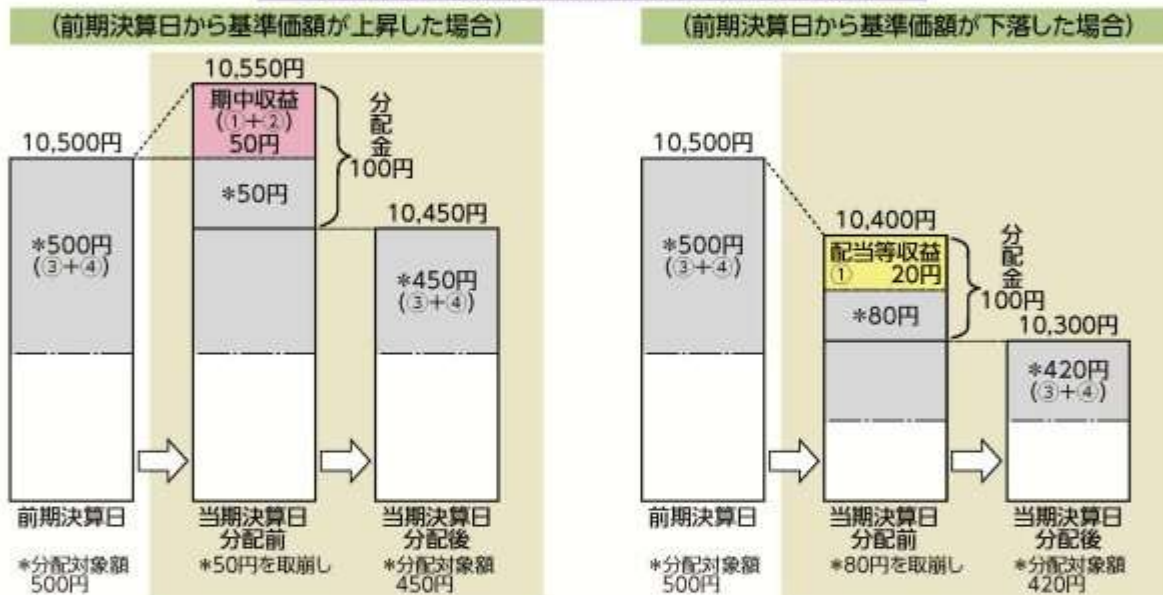 (前期決算日から基準価額が上昇した場合)
10,550円
期中収益
(①+②)
50円
分配金
100円
10,500円
*50円
10,450円
*500円
(③+④)
*450円
(③+④)
前期決算日
当期決算日
分配前
当期決算日
分配後
*分配対象額
500円
*50円を取崩し
*分配対象額
450円
(前期決算日から基準価額が下落した場合)
10,500円
10,400円
*500円
(③+④)
配当等収益
① 20円
分配金
100円
*80円
10,300円
*420円
(③+④)
前期決算日
当期決算日
分配前
当期決算日
分配後
*分配対象額
500円
*80円を取崩し
*分配対象額
420円